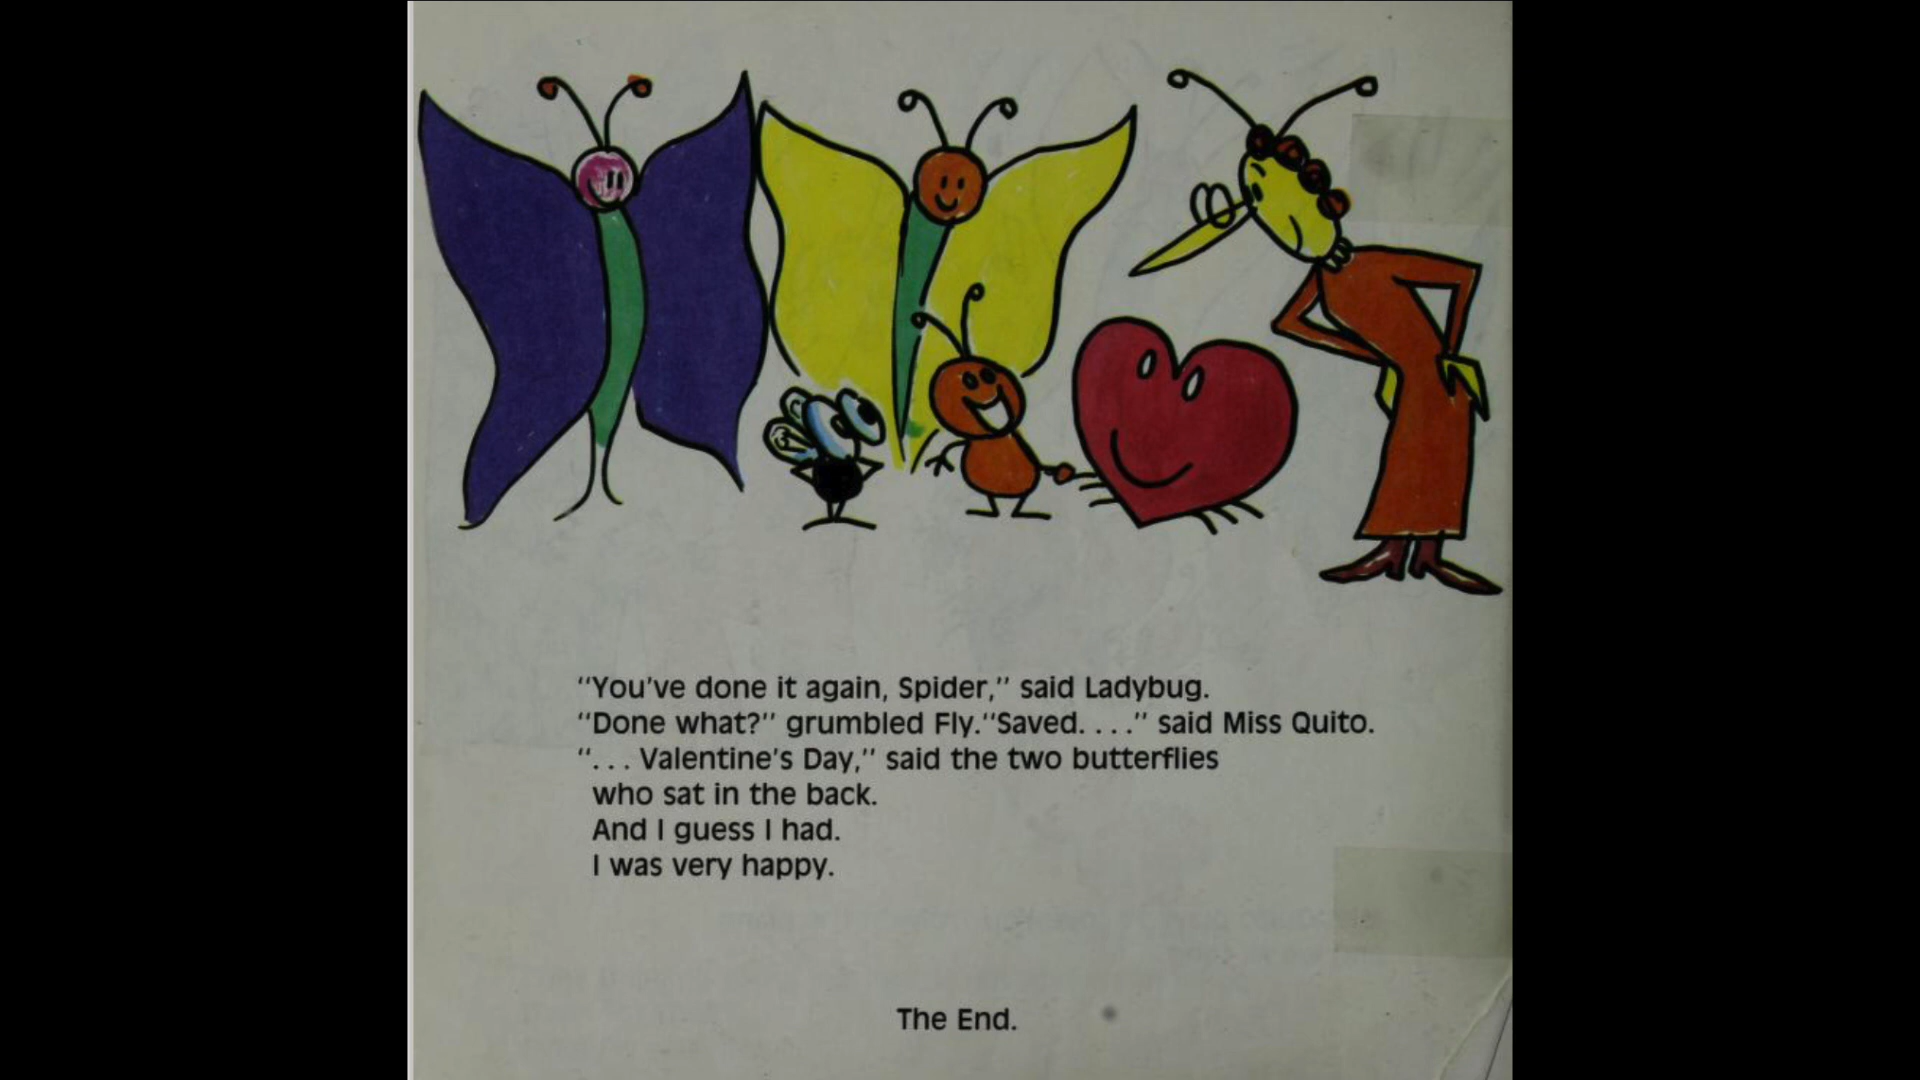 “You’ve done it again, Spider,” said Ladybug.
“Done what?” grumbled Fly.“Saved. . . .” said Miss Quito.
“. . . Valentine’s Day,” said the two butterflies
who sat in the back.
And I guess I had.
I was very happy.
The End.